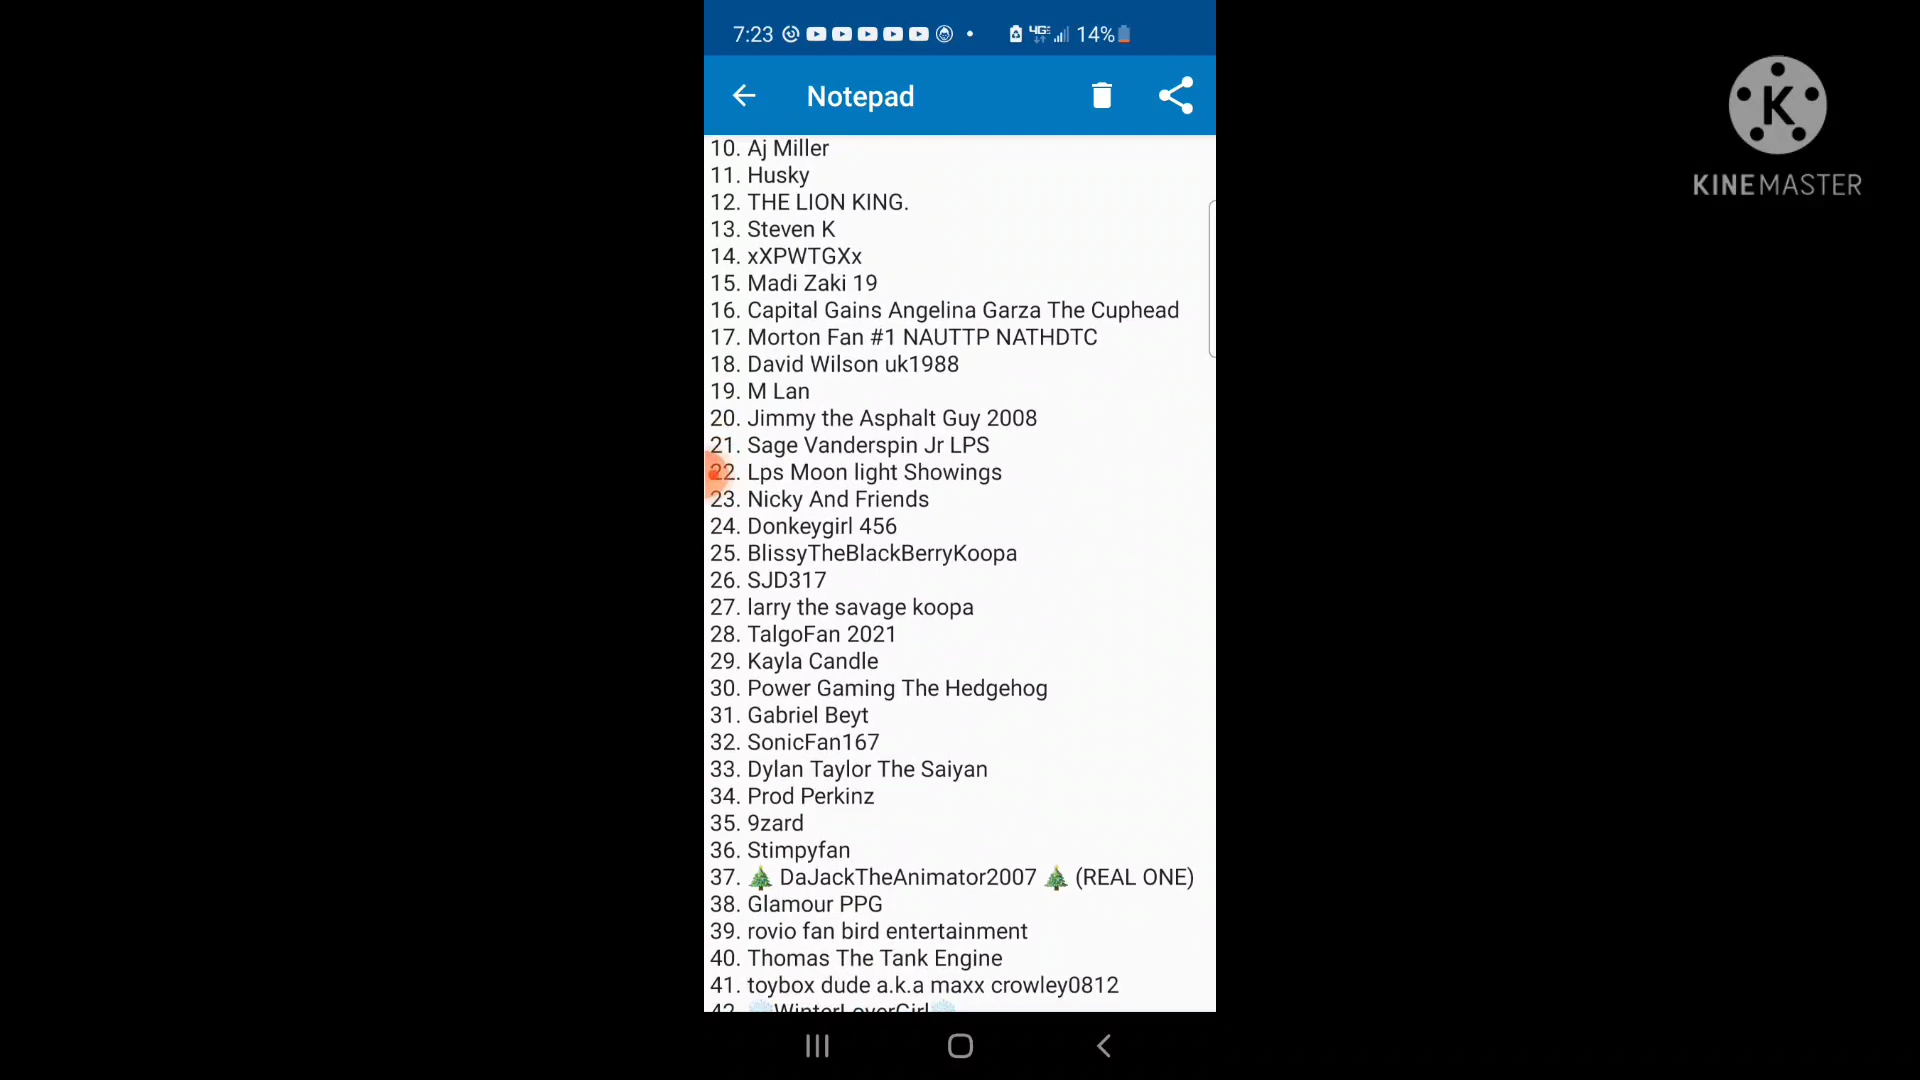 7:23
4G
14%
Notepad
K
KINEMASTER
10. Aj Miller
11. Husky
12. THE LION KING.
13. Steven K
14. xXPWTGXx
15. Madi Zaki 19
16. Capital Gains Angelina Garza The Cuphead
17. Morton Fan #1 NAUTTP NATHDTC
18. David Wilson uk1988
19. M Lan
20. Jimmy the Asphalt Guy 2008
21. Sage Vanderspin Jr LPS
22. Lps Moon light Showings
23. Nicky And Friends
24. Donkeygirl 456
25. BlissyTheBlackBerryKoopa
26. SJD317
27. larry the savage koopa
28. TalgoFan 2021
29. Kayla Candle
30. Power Gaming The Hedgehog
31. Gabriel Beyt
32. SonicFan167
33. Dylan Taylor The Saiyan
34. Prod Perkinz
35. 9zard
36. Stimpyfan
37. 🎄 DaJackTheAnimator2007 🎄 (REAL ONE)
38. Glamour PPG
39. rovio fan bird entertainment
40. Thomas The Tank Engine
41. toybox dude a.k.a maxx crowley0812
42. ❄️WinterLoverGirl❄️